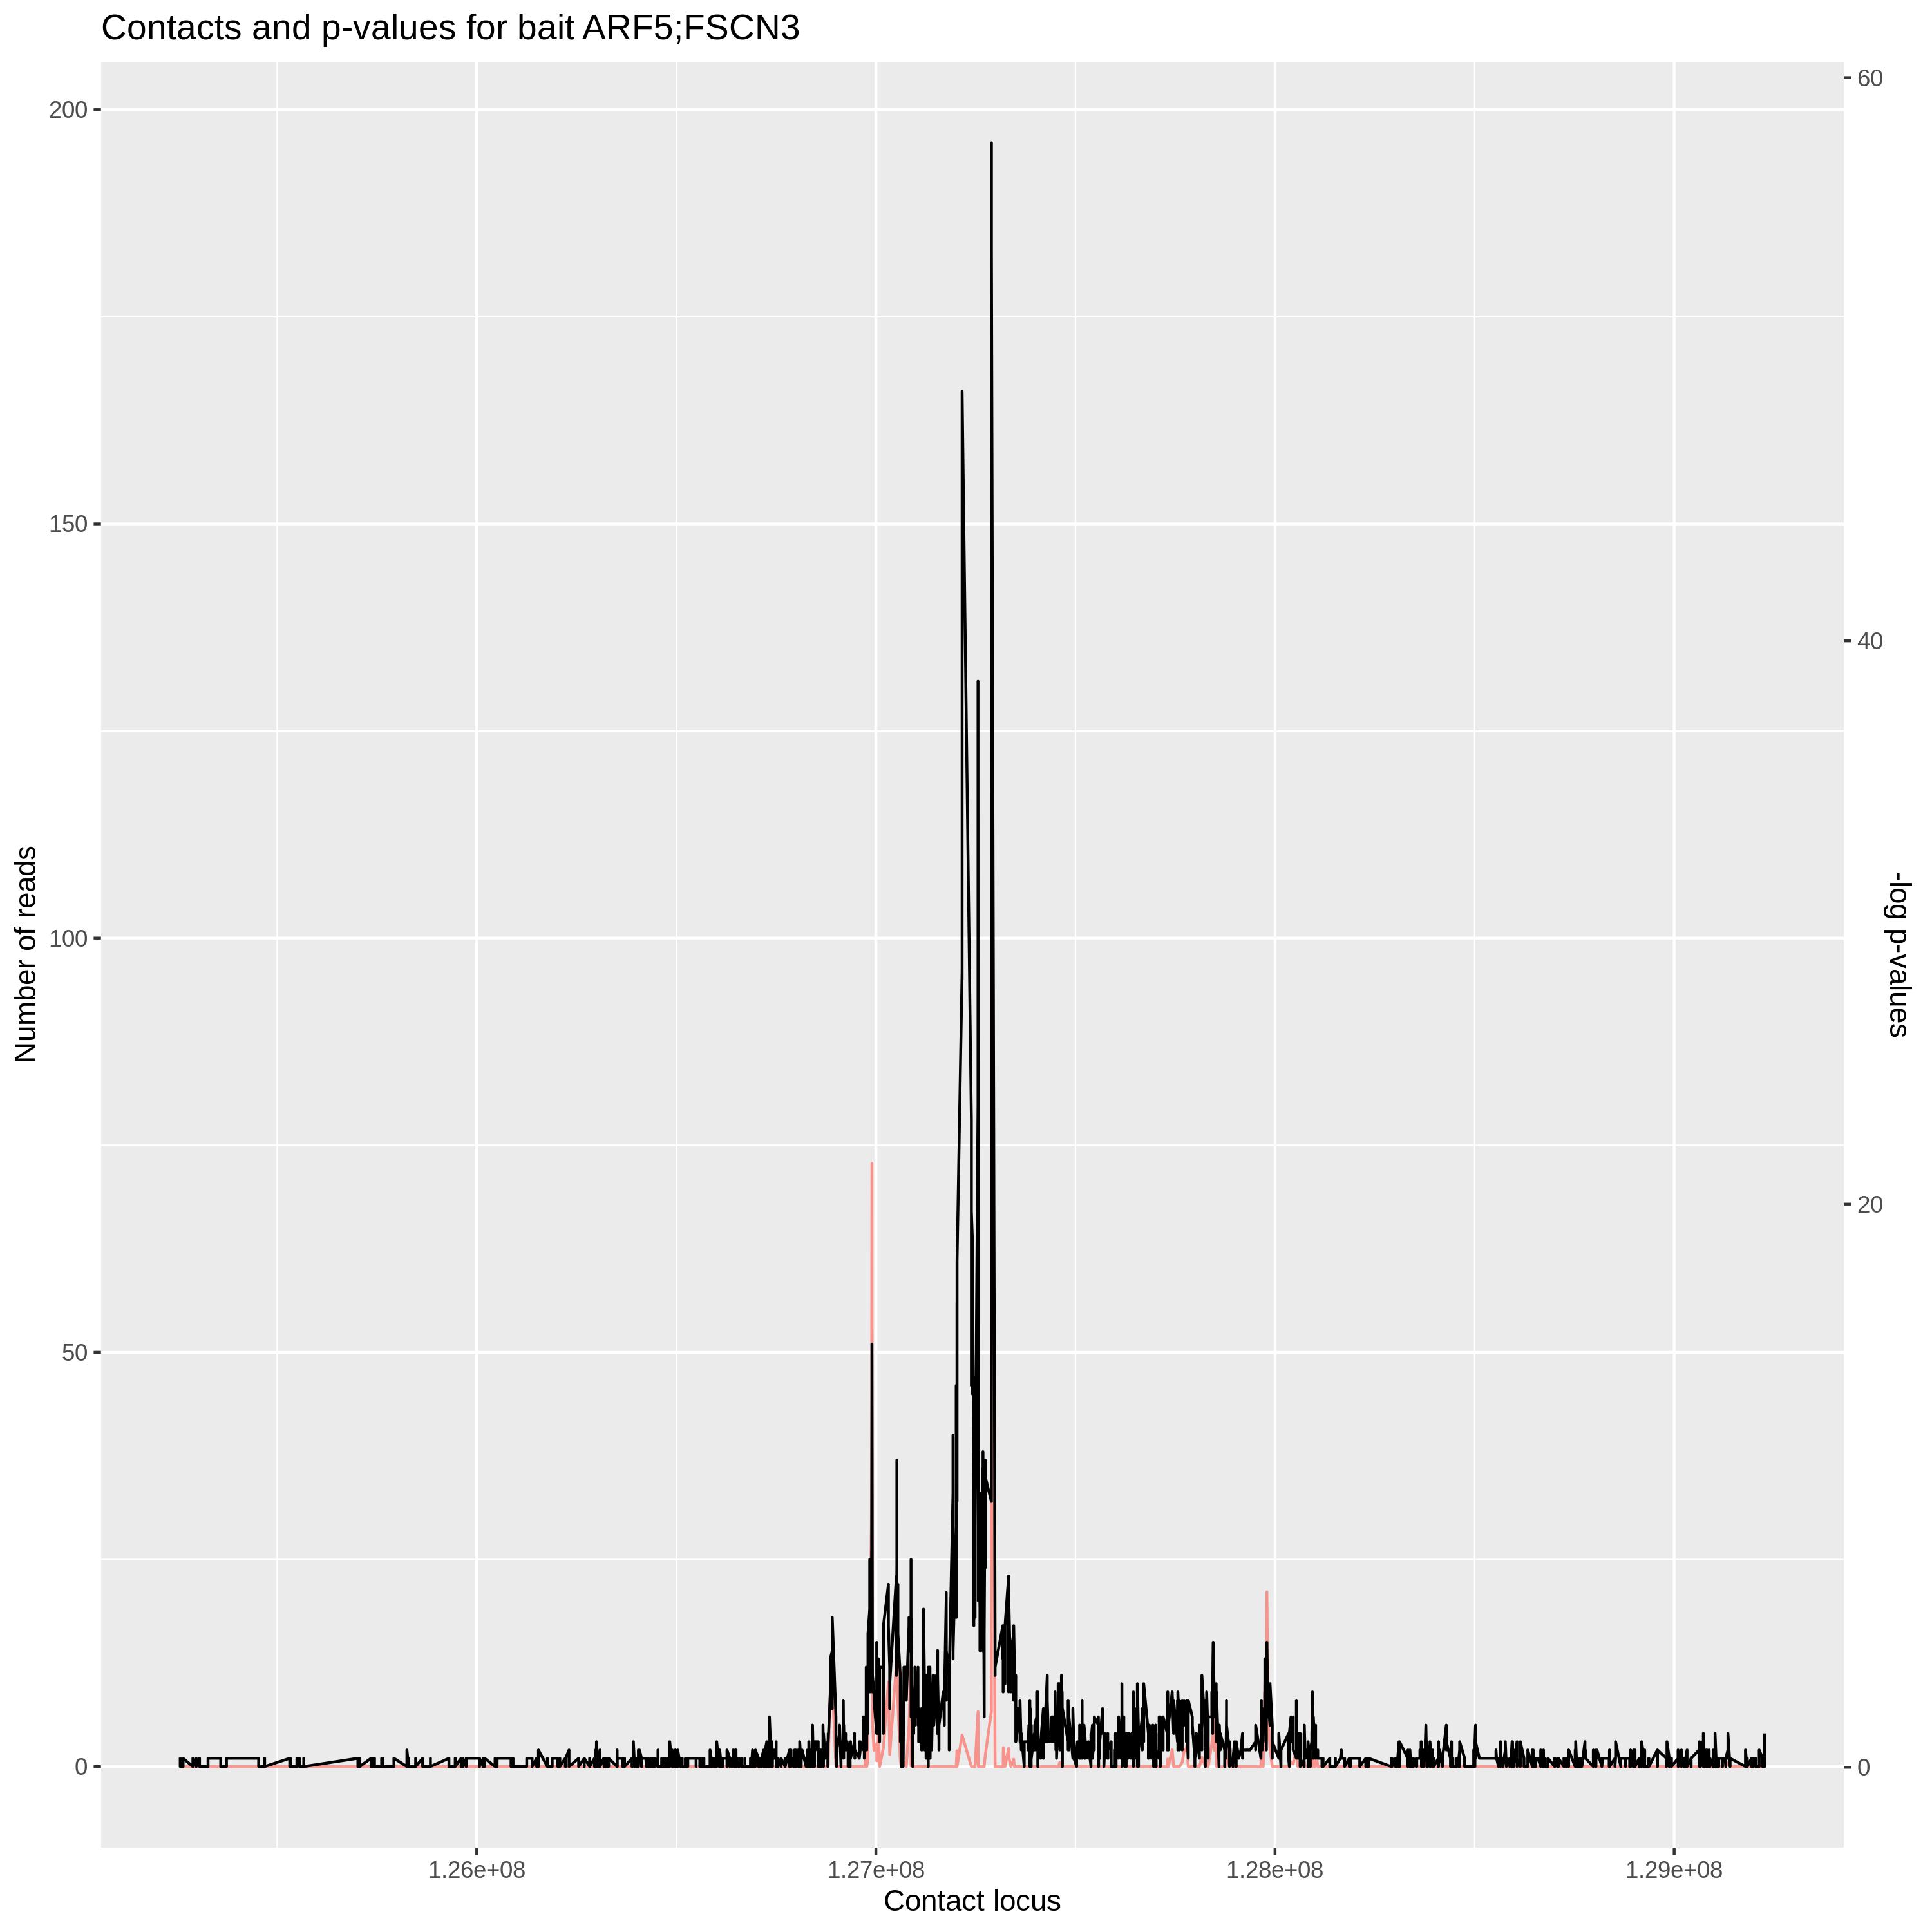 Contacts and p-values for bait ARF5;FSCN3
200
150
100
50
0
Number of reads
60
40
20
0
-log p-values
1.26e+08
1.27e+08
1.28e+08
1.29e+08
Contact locus